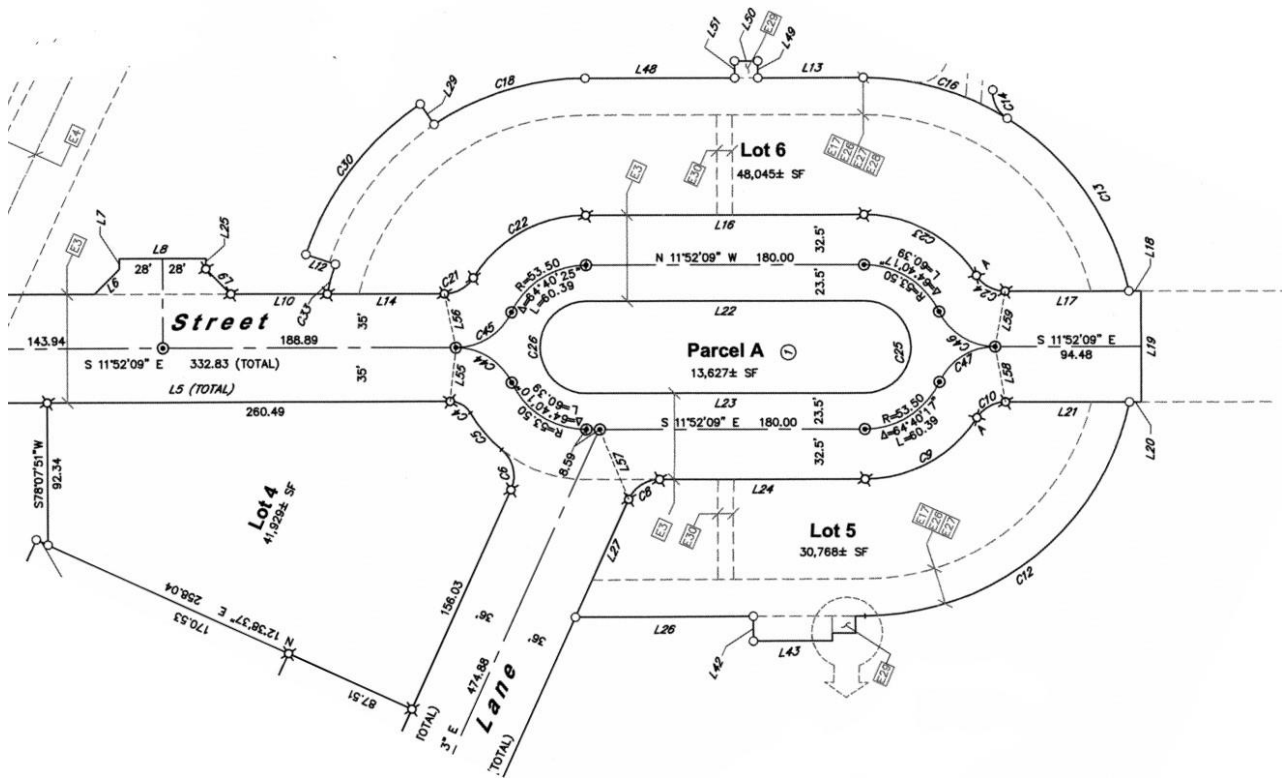 L51
L50
E29
L49
C18
L48
L13
C16
C14
L29
E4
C30
Lot 6
48,045± SF
E17
E26
E27
E28
E30
E3
C13
L7
L25
L8
28'
28'
L6
L9
L12
C22
L16
C23
L18
E3
C21
N 11°52'09" W 180.00
32.5'
23.5'
R=53.50
Δ=64°40'25"
L=60.39
L=60.39
Δ=64°40'17"
R=53.50
A
C24
L10
C33
L14
L17
Street
35'
L56
C45
L22
L59
143.94
188.89
C26
Parcel A 1
13,627± SF
C25
C46
S 11°52'09" E
94.48
L19
S 11°52'09" E 332.83 (TOTAL)
35'
C44
C47
L5 (TOTAL)
L55
L58
260.49
L23
L21
L20
C4
C5
R=53.50
Δ=64°40'10"
L=60.39
S 11°52'09" E 180.00
23.5'
32.5'
R=53.50
Δ=64°40'17"
L=60.39
C10
A
C9
S78°07'51"W
92.34
8.59
L57
C6
C8
L24
Lot 4
41,929± SF
E3
E30
Lot 5
30,768± SF
E17
E26
E27
L27
C12
N 12°38'37" E 258.04
170.53
156.03
36'
36'
L26
L42
L43
E29
87.51
474.88
Lane
3" E
TOTAL)
(TOTAL)